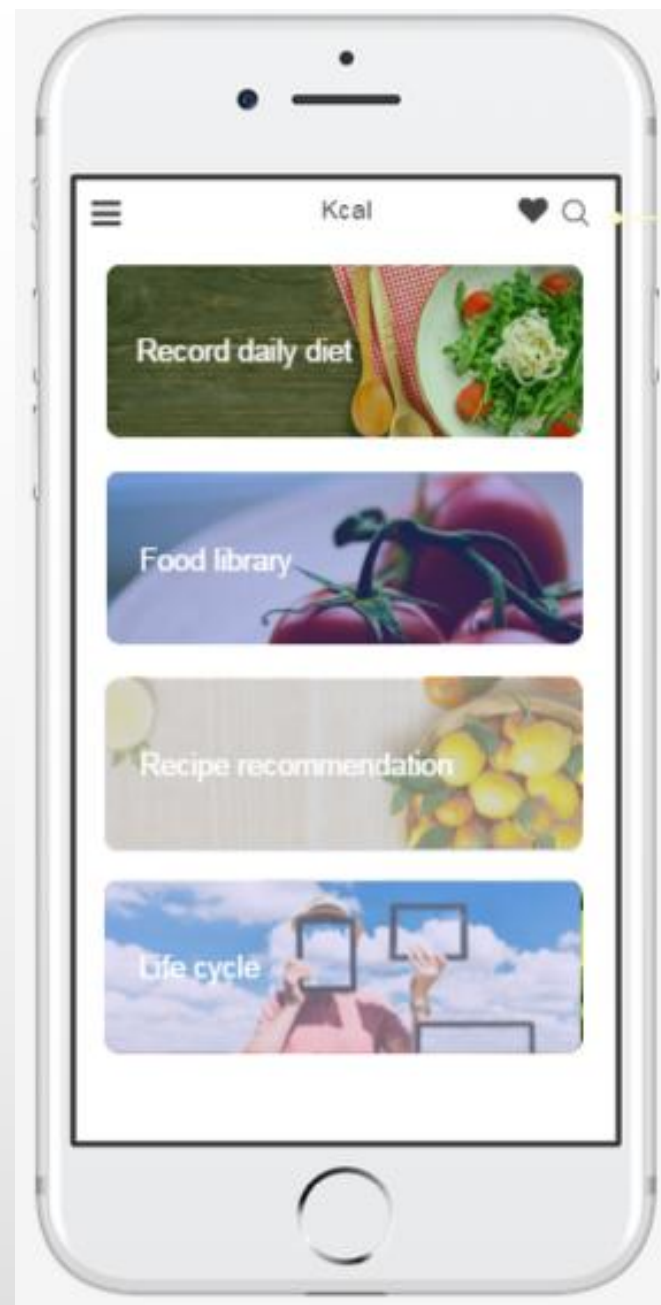 Kcal
Record daily diet
Food library
Recipe recommendation
Life cycle